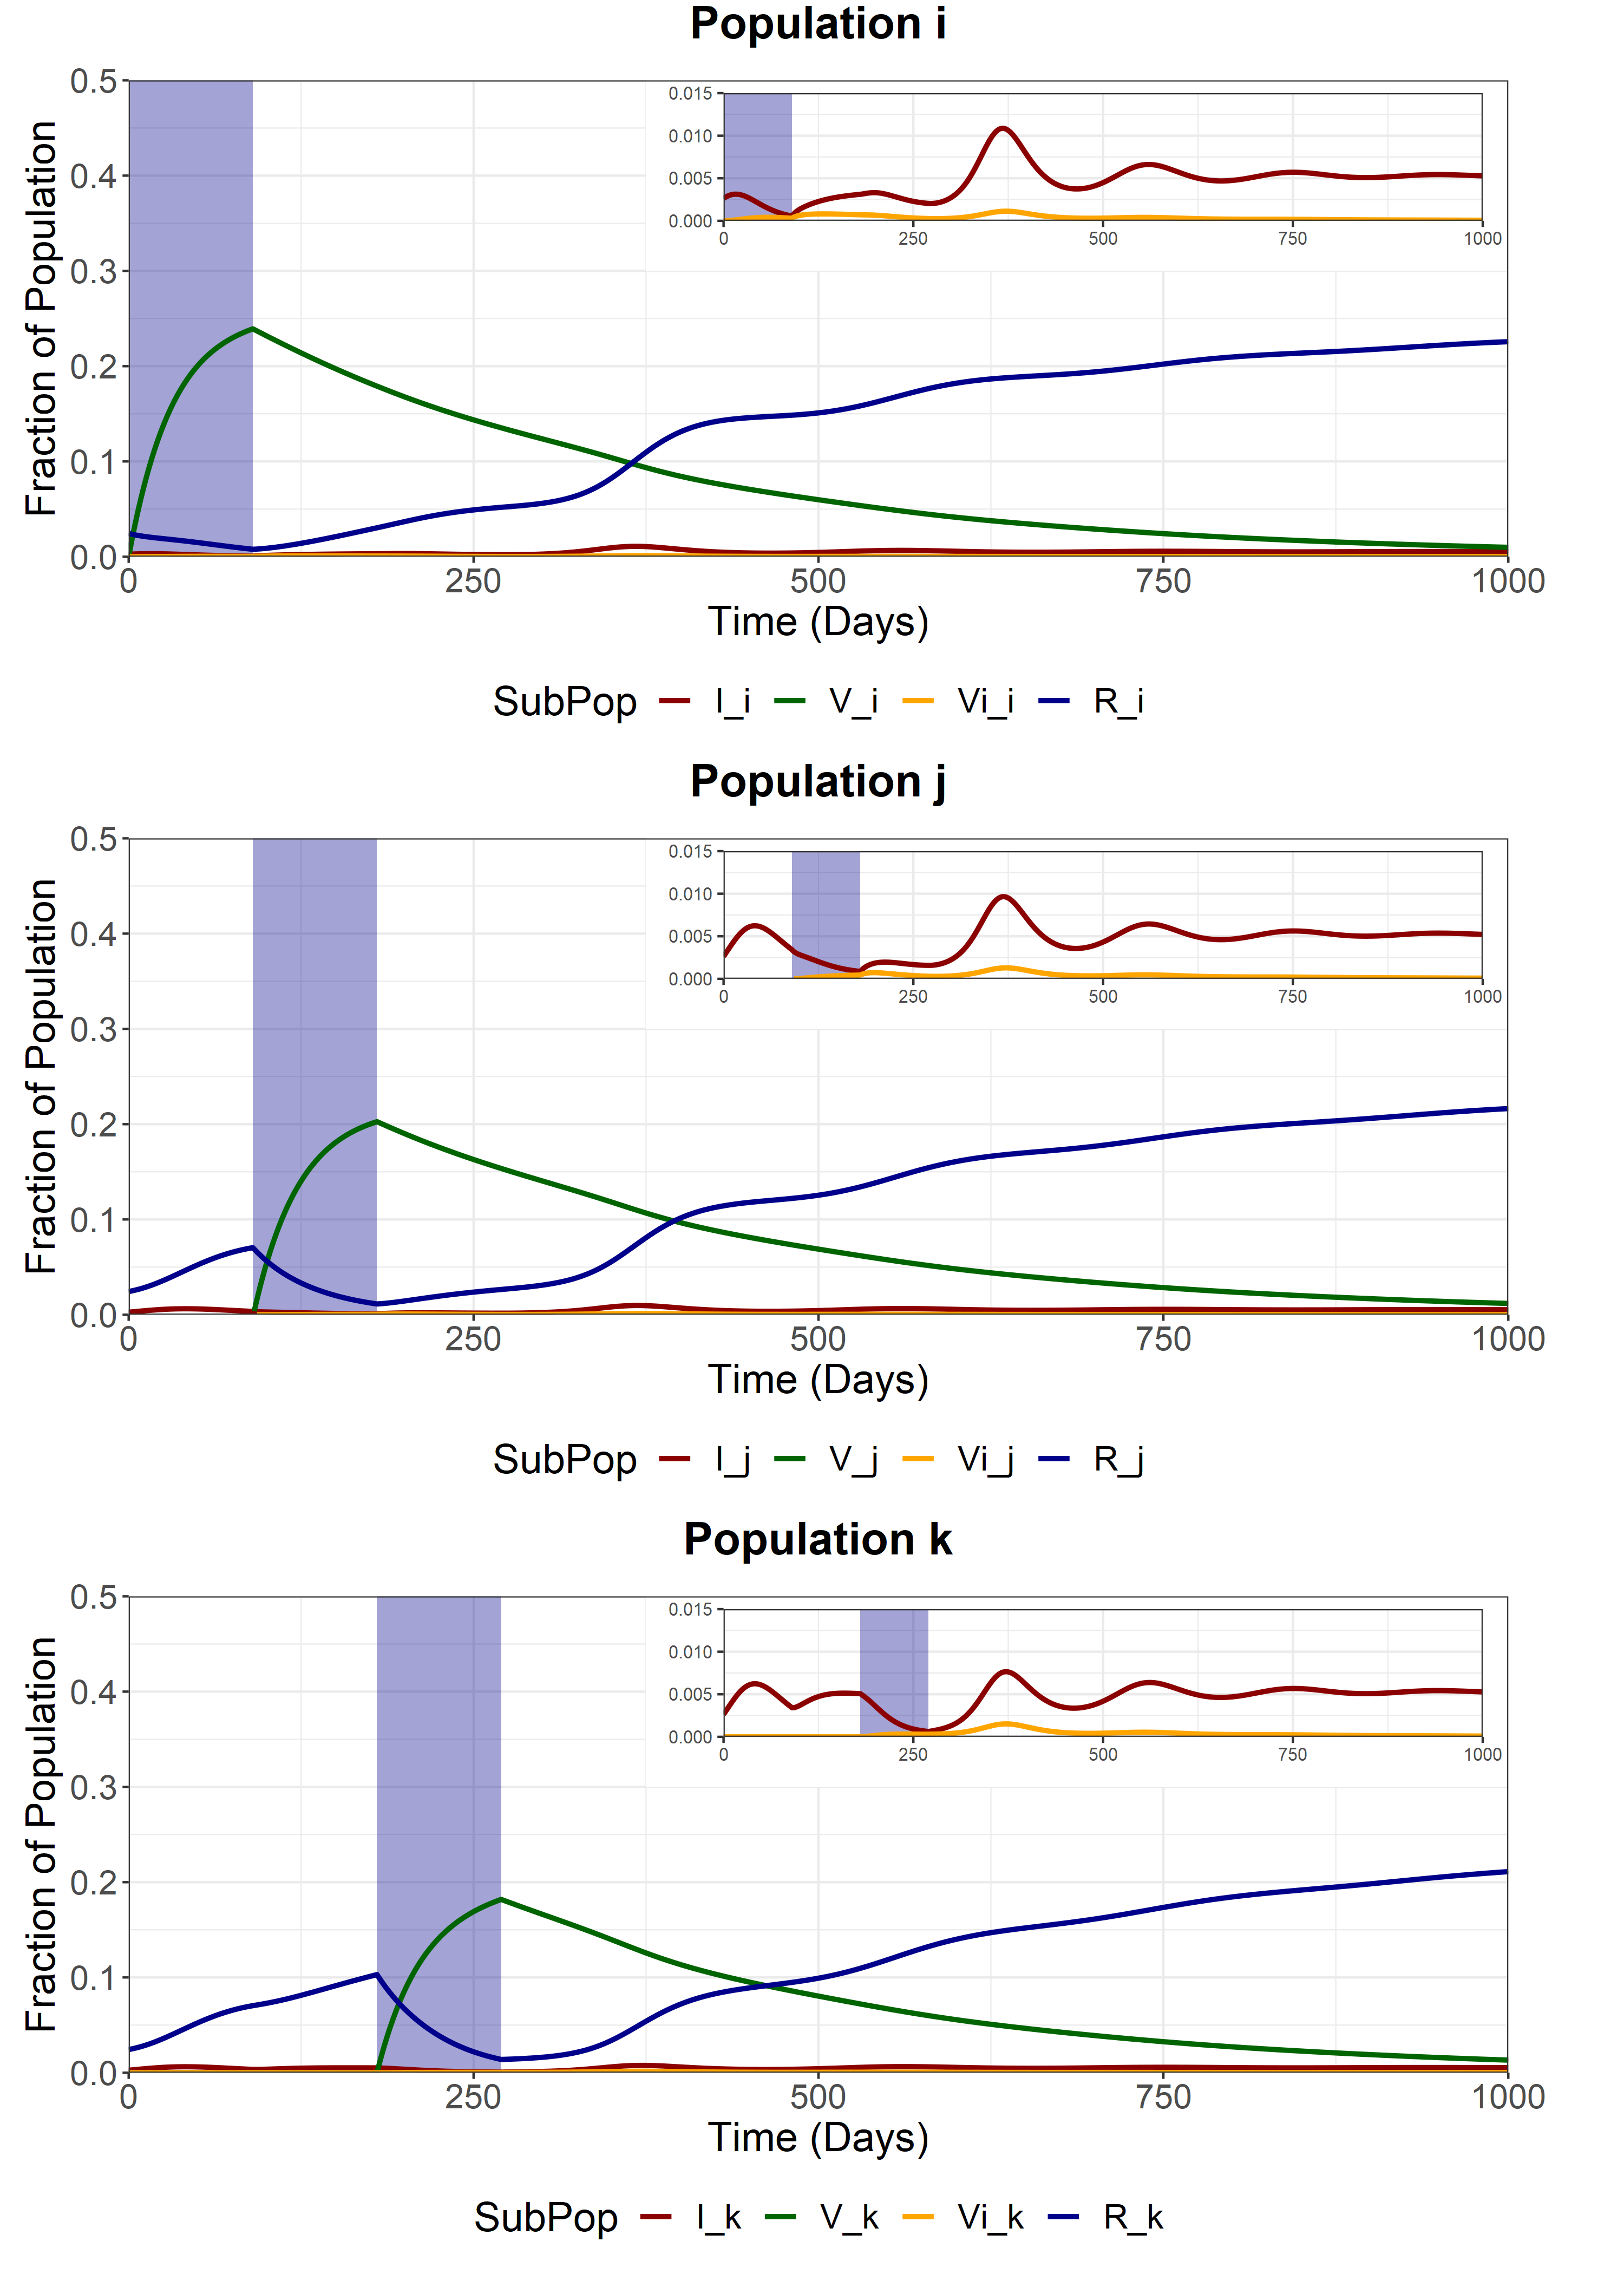 Population i
Fraction of Population
0.5
0.4
0.3
0.2
0.1
0.0
0.015
0.010
0.005
0.000
0 250 500 750 1000
0 250 500 750 1000
Time (Days)
SubPop I_i V_i Vi_i R_i
Population j
Fraction of Population
0.5
0.4
0.3
0.2
0.1
0.0
0.015
0.010
0.005
0.000
0 250 500 750 1000
0 250 500 750 1000
Time (Days)
SubPop I_j V_j Vi_j R_j
Population k
Fraction of Population
0.5
0.4
0.3
0.2
0.1
0.0
0.015
0.010
0.005
0.000
0 250 500 750 1000
0 250 500 750 1000
Time (Days)
SubPop I_k V_k Vi_k R_k